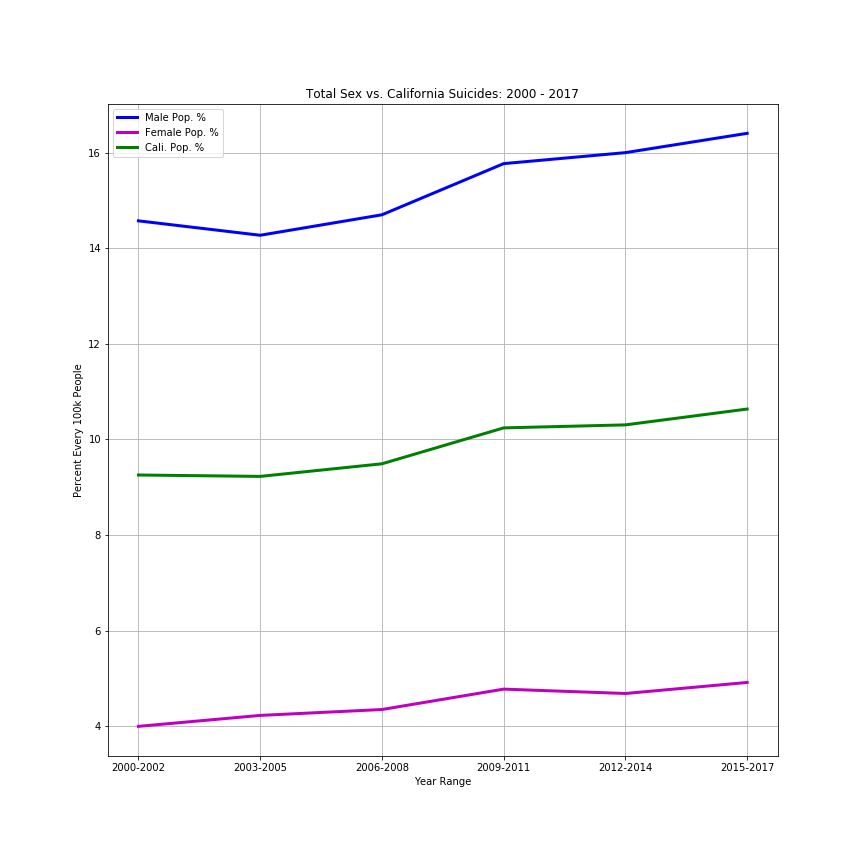 Total Sex vs. California Suicides: 2000 - 2017
Male Pop. %
Female Pop. %
Cali. Pop. %
16
14
12
10
8
6
4
Percent Every 100k People
2000-2002 2003-2005 2006-2008 2009-2011 2012-2014 2015-2017
Year Range